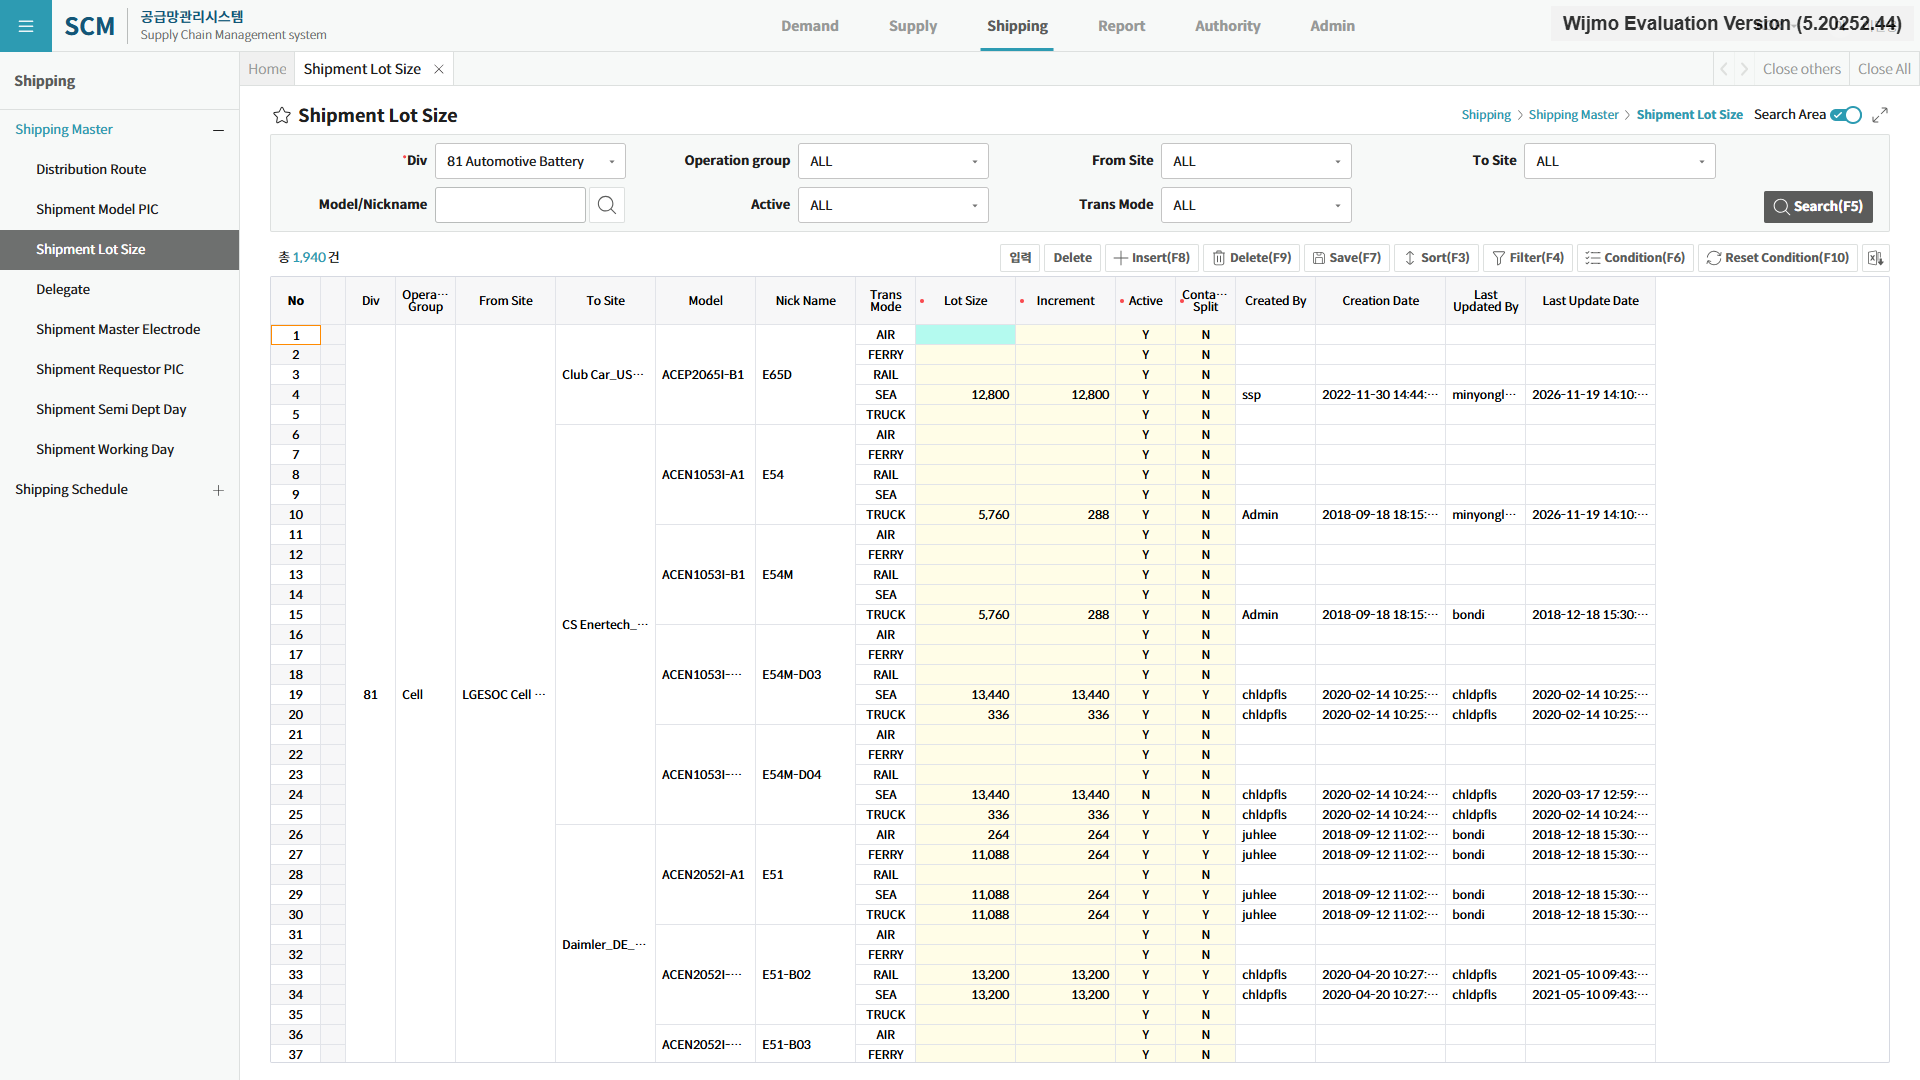 SCM 공급망관리시스템
Supply Chain Management system
Demand Supply Shipping Report Authority Admin
Wijmo Evaluation Version (5.20252.44)
Shipping
Home Shipment Lot Size Close others Close All
Shipping Master
Distribution Route
Shipment Model PIC
Shipment Lot Size
Delegate
Shipment Master Electrode
Shipment Requestor PIC
Shipment Semi Dept Day
Shipment Working Day
Shipping Schedule
Shipment Lot Size
Shipping > Shipping Master > Shipment Lot Size Search Area
*Div 81 Automotive Battery Operation group ALL From Site ALL To Site ALL
Model/Nickname Active ALL Trans Mode ALL Search(F5)
총 1,940 건 입력 Delete Insert(F8) Delete(F9) Save(F7) Sort(F3) Filter(F4) Condition(F6) Reset Condition(F10)
No Div Opera··· Group From Site To Site Model Nick Name Trans Mode Lot Size Increment Active Conta··· Split Created By Creation Date Last Updated By Last Update Date
1 AIR Y N
2 FERRY Y N
3 Club Car_US··· ACEP2065I-B1 E65D RAIL Y N
4 SEA 12,800 12,800 Y N ssp 2022-11-30 14:44:··· minyongl··· 2026-11-19 14:10:···
5 TRUCK Y N
6 AIR Y N
7 FERRY Y N
8 ACEN1053I-A1 E54 RAIL Y N
9 SEA Y N
10 TRUCK 5,760 288 Y N Admin 2018-09-18 18:15:··· minyongl··· 2026-11-19 14:10:···
11 AIR Y N
12 FERRY Y N
13 ACEN1053I-B1 E54M RAIL Y N
14 SEA Y N
15 TRUCK 5,760 288 Y N Admin 2018-09-18 18:15:··· bondi 2018-12-18 15:30:···
CS Enertech_···
16 AIR Y N
17 FERRY Y N
18 ACEN1053I-··· E54M-D03 RAIL Y N
19 81 Cell LGESOC Cell ··· SEA 13,440 13,440 Y Y chldpfls 2020-02-14 10:25:··· chldpfls 2020-02-14 10:25:···
20 TRUCK 336 336 Y N chldpfls 2020-02-14 10:25:··· chldpfls 2020-02-14 10:25:···
21 AIR Y N
22 FERRY Y N
23 ACEN1053I-··· E54M-D04 RAIL Y N
24 SEA 13,440 13,440 N N chldpfls 2020-02-14 10:24:··· chldpfls 2020-03-17 12:59:···
25 TRUCK 336 336 Y N chldpfls 2020-02-14 10:24:··· chldpfls 2020-02-14 10:24:···
26 AIR 264 264 Y Y juhlee 2018-09-12 11:02:··· bondi 2018-12-18 15:30:···
27 FERRY 11,088 264 Y Y juhlee 2018-09-12 11:02:··· bondi 2018-12-18 15:30:···
28 ACEN2052I-A1 E51 RAIL Y N
29 SEA 11,088 264 Y Y juhlee 2018-09-12 11:02:··· bondi 2018-12-18 15:30:···
30 TRUCK 11,088 264 Y Y juhlee 2018-09-12 11:02:··· bondi 2018-12-18 15:30:···
31 AIR Y N
Daimler_DE_···
32 FERRY Y N
33 ACEN2052I-··· E51-B02 RAIL 13,200 13,200 Y Y chldpfls 2020-04-20 10:27:··· chldpfls 2021-05-10 09:43:···
34 SEA 13,200 13,200 Y Y chldpfls 2020-04-20 10:27:··· chldpfls 2021-05-10 09:43:···
35 TRUCK Y N
36 AIR Y N
ACEN2052I-··· E51-B03
37 FERRY Y N